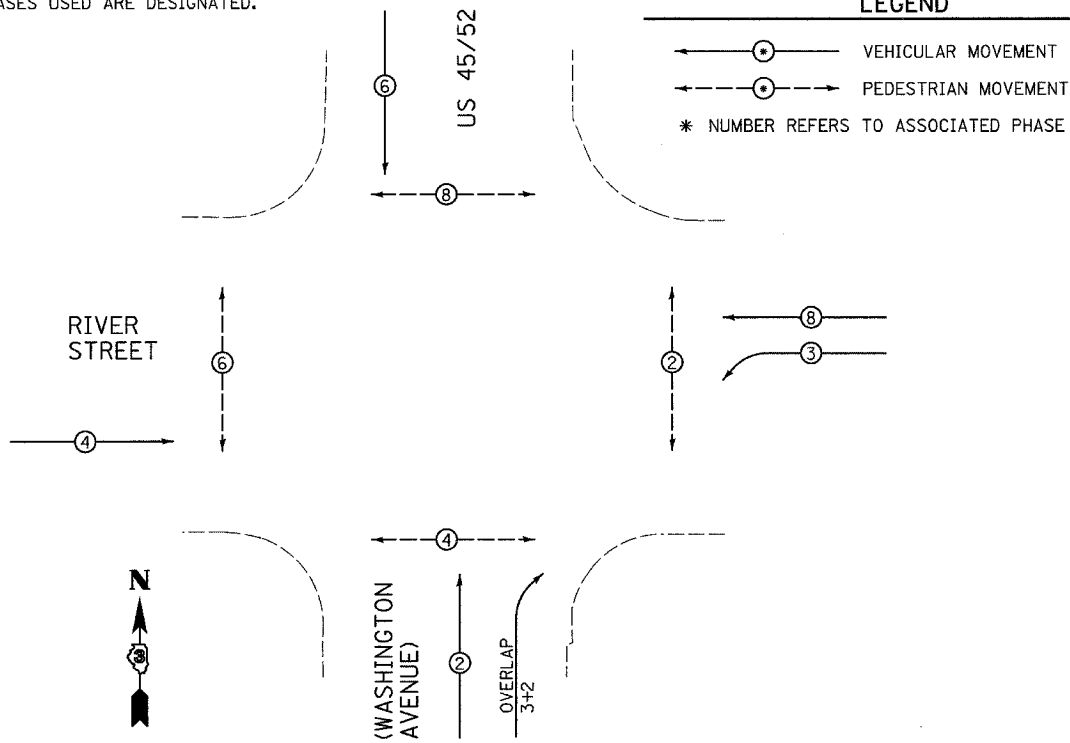 ASES USED ARE DESIGNATED.
LEGEND
* VEHICULAR MOVEMENT
* PEDESTRIAN MOVEMENT
* NUMBER REFERS TO ASSOCIATED PHASE
US 45/52
6
8
RIVER
STREET
6
2
8
3
4
4
N
3
(WASHINGTON
AVENUE)
2
OVERLAP
3+2